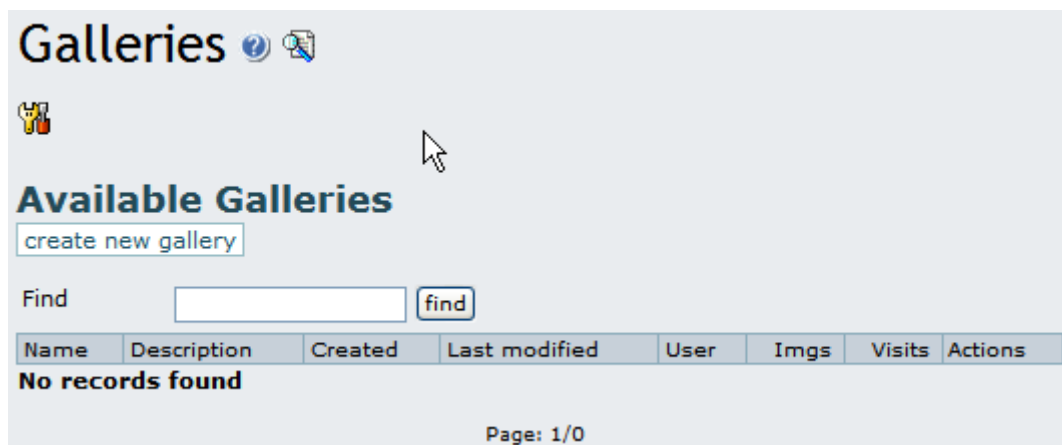 Galleries
Available Galleries
create new gallery
Find find
Name Description Created Last modified User Imgs Visits Actions
No records found
Page: 1/0